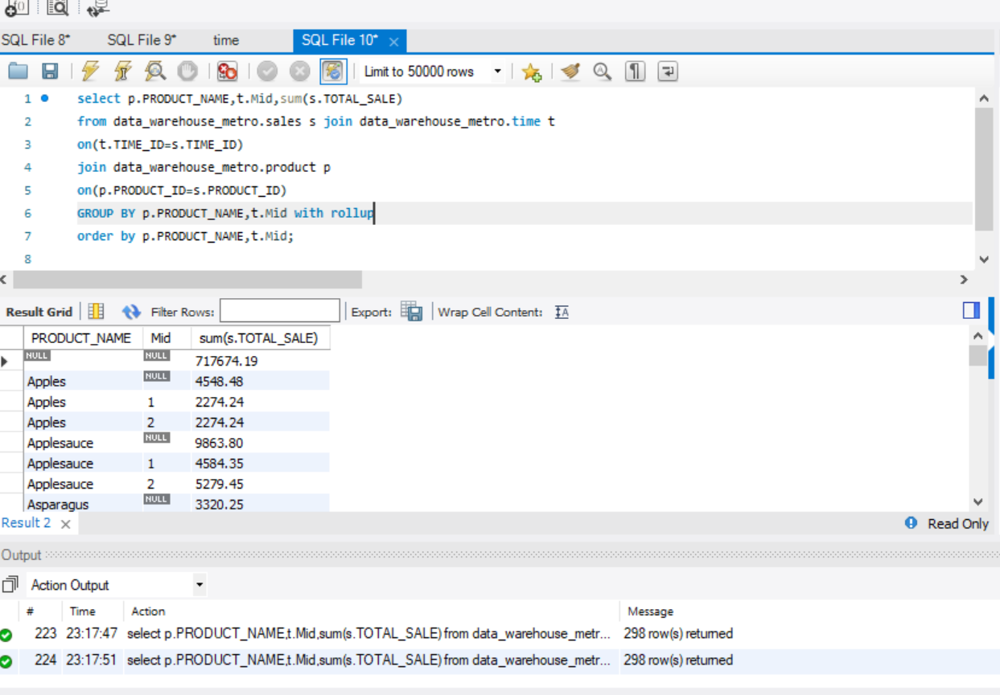 SQL File 8* SQL File 9* time SQL File 10* ×
Limit to 50000 rows
1 select p.PRODUCT_NAME,t.Mid,sum(s.TOTAL_SALE)
2 from data_warehouse_metro.sales s join data_warehouse_metro.time t
3 on(t.TIME_ID=s.TIME_ID)
4 join data_warehouse_metro.product p
5 on(p.PRODUCT_ID=s.PRODUCT_ID)
6 GROUP BY p.PRODUCT_NAME,t.Mid with rollup
7 order by p.PRODUCT_NAME,t.Mid;
8
Result Grid Filter Rows: Export: Wrap Cell Content: IA
PRODUCT_NAME Mid sum(s.TOTAL_SALE)
NULL NULL 717674.19
Apples NULL 4548.48
Apples 1 2274.24
Apples 2 2274.24
Applesauce NULL 9863.80
Applesauce 1 4584.35
Applesauce 2 5279.45
Asparagus NULL 3320.25
Result 2 × Read Only
Output
Action Output
# Time Action Message
223 23:17:47 select p.PRODUCT_NAME,t.Mid,sum(s.TOTAL_SALE) from data_warehouse_metr... 298 row(s) returned
224 23:17:51 select p.PRODUCT_NAME,t.Mid,sum(s.TOTAL_SALE) from data_warehouse_metr... 298 row(s) returned